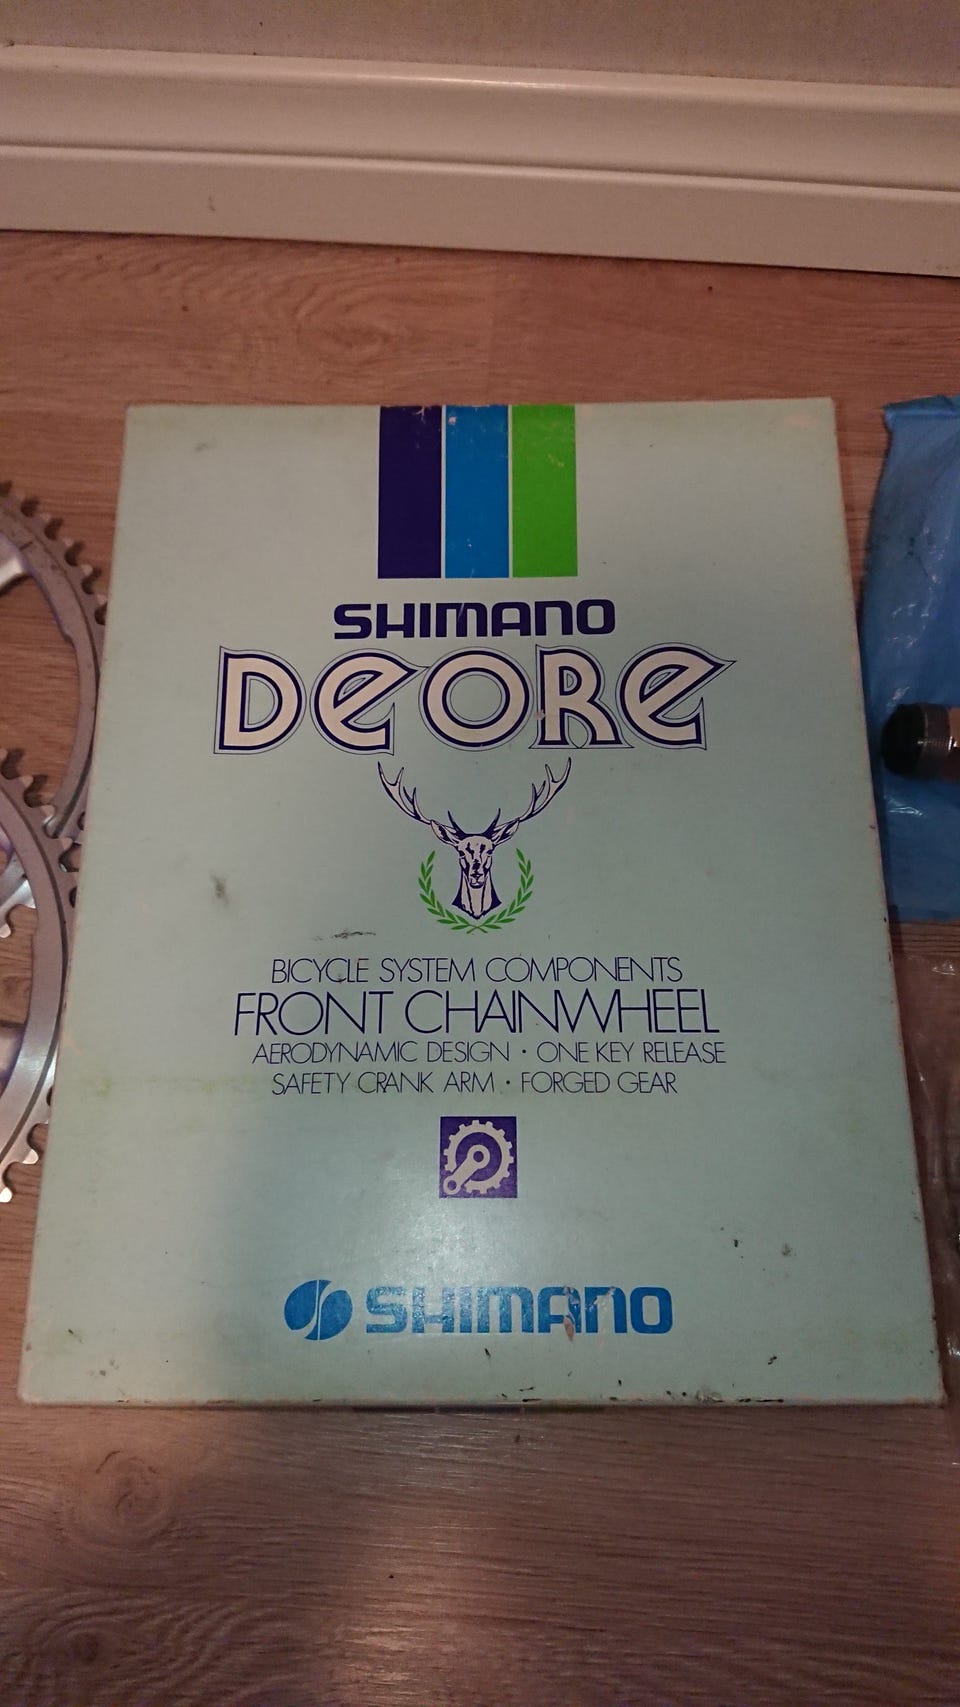 SHIMANO
DEORE
BICYCLE SYSTEM COMPONENTS
FRONT CHAINWHEEL
AERODYNAMIC DESIGN · ONE KEY RELEASE
SAFETY CRANK ARM · FORGED GEAR
SHIMANO